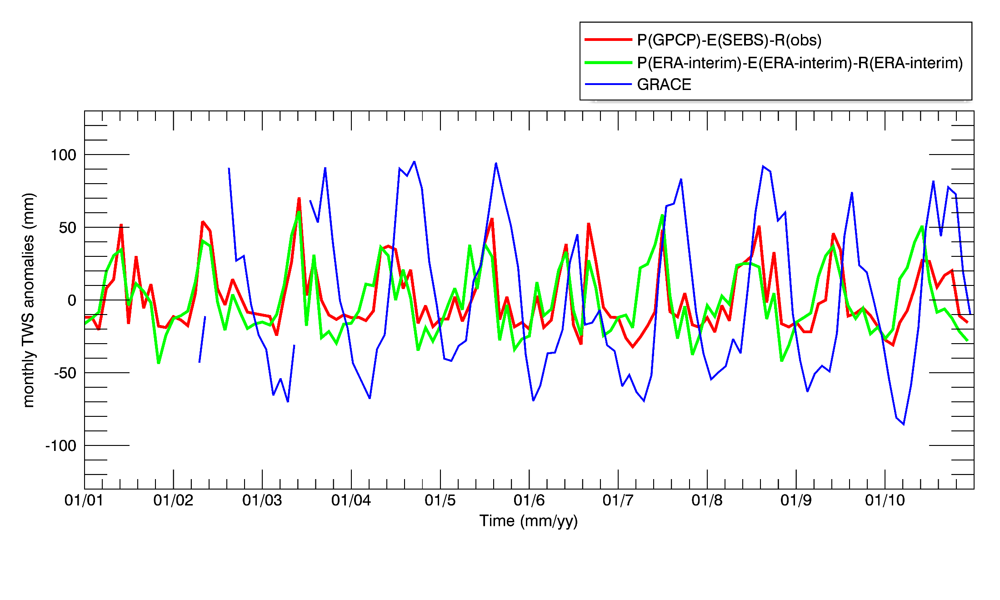 P(GPCP)-E(SEBS)-R(obs)
P(ERA-interim)-E(ERA-interim)-R(ERA-interim)
GRACE
monthly TWS anomalies (mm)
100
50
0
-50
-100
01/01 01/02 01/03 01/04 01/5 01/6 01/7 01/8 01/9 01/10
Time (mm/yy)